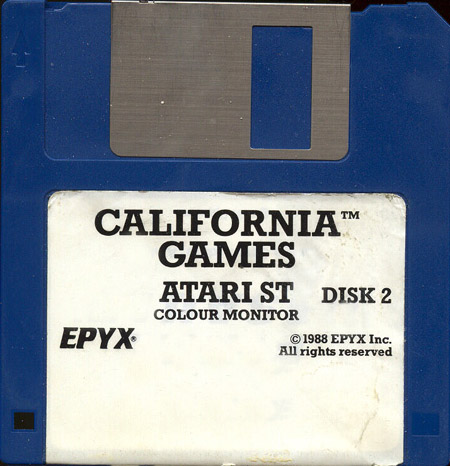 CALIFORNIA™
GAMES
ATARI ST DISK 2
COLOUR MONITOR
EPYX® © 1988 EPYX Inc.
All rights reserved